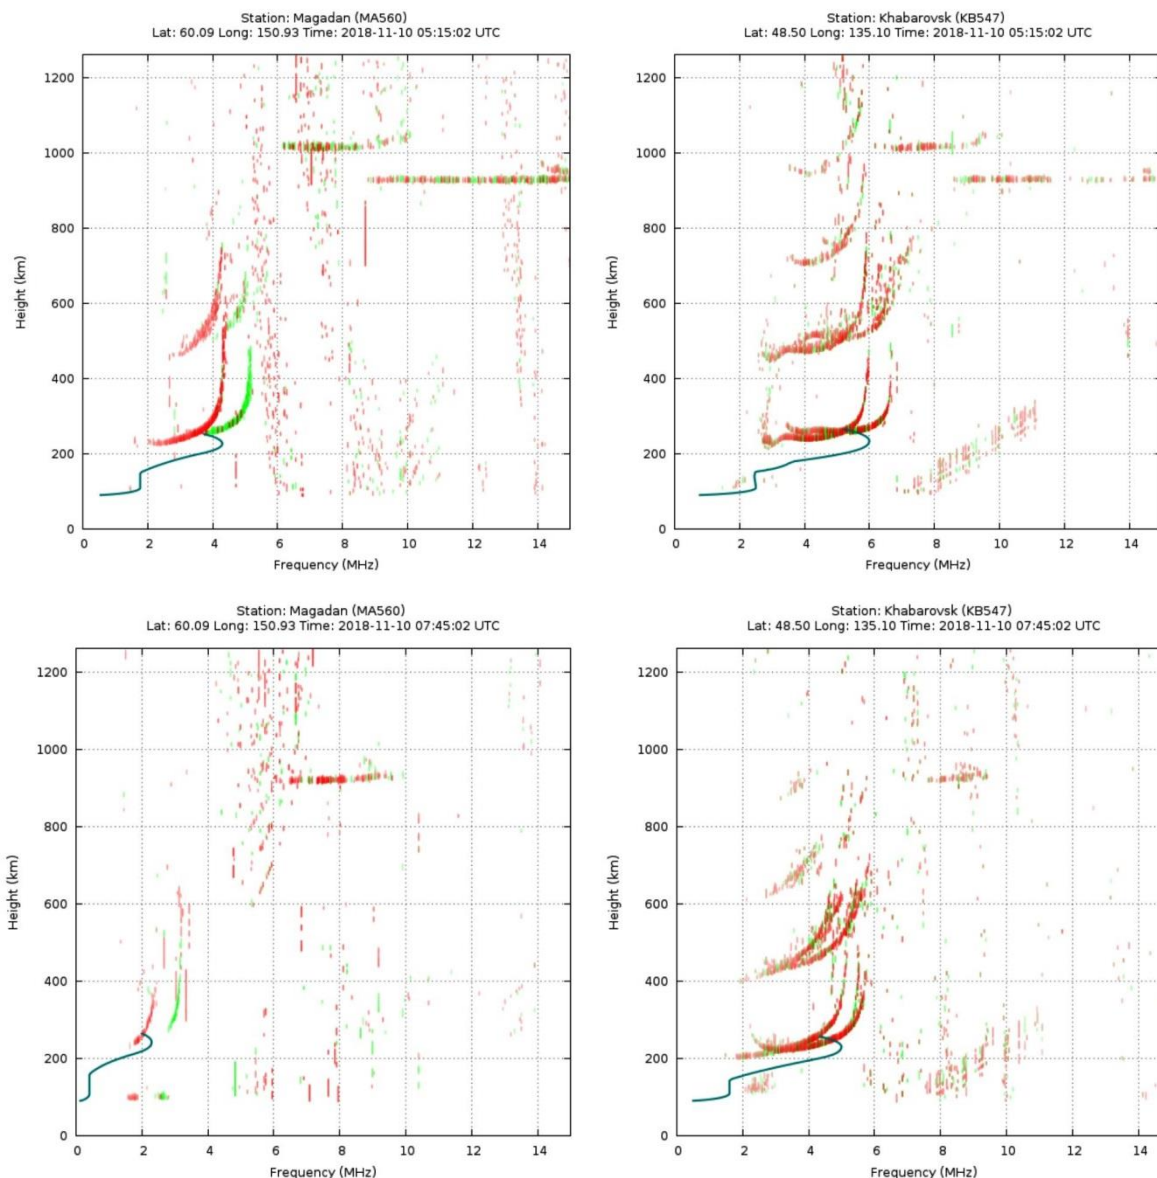 Station: Magadan (MA560)
Lat: 60.09 Long: 150.93 Time: 2018-11-10 05:15:02 UTC
1200
1000
800
600
400
200
0
Height (km)
0 2 4 6 8 10 12 14
Frequency (MHz)
Station: Khabarovsk (KB547)
Lat: 48.50 Long: 135.10 Time: 2018-11-10 05:15:02 UTC
1200
1000
800
600
400
200
0
Height (km)
0 2 4 6 8 10 12 14
Frequency (MHz)
Station: Magadan (MA560)
Lat: 60.09 Long: 150.93 Time: 2018-11-10 07:45:02 UTC
1200
1000
800
600
400
200
0
Height (km)
0 2 4 6 8 10 12 14
Frequency (MHz)
Station: Khabarovsk (KB547)
Lat: 48.50 Long: 135.10 Time: 2018-11-10 07:45:02 UTC
1200
1000
800
600
400
200
0
Height (km)
0 2 4 6 8 10 12 14
Frequency (MHz)